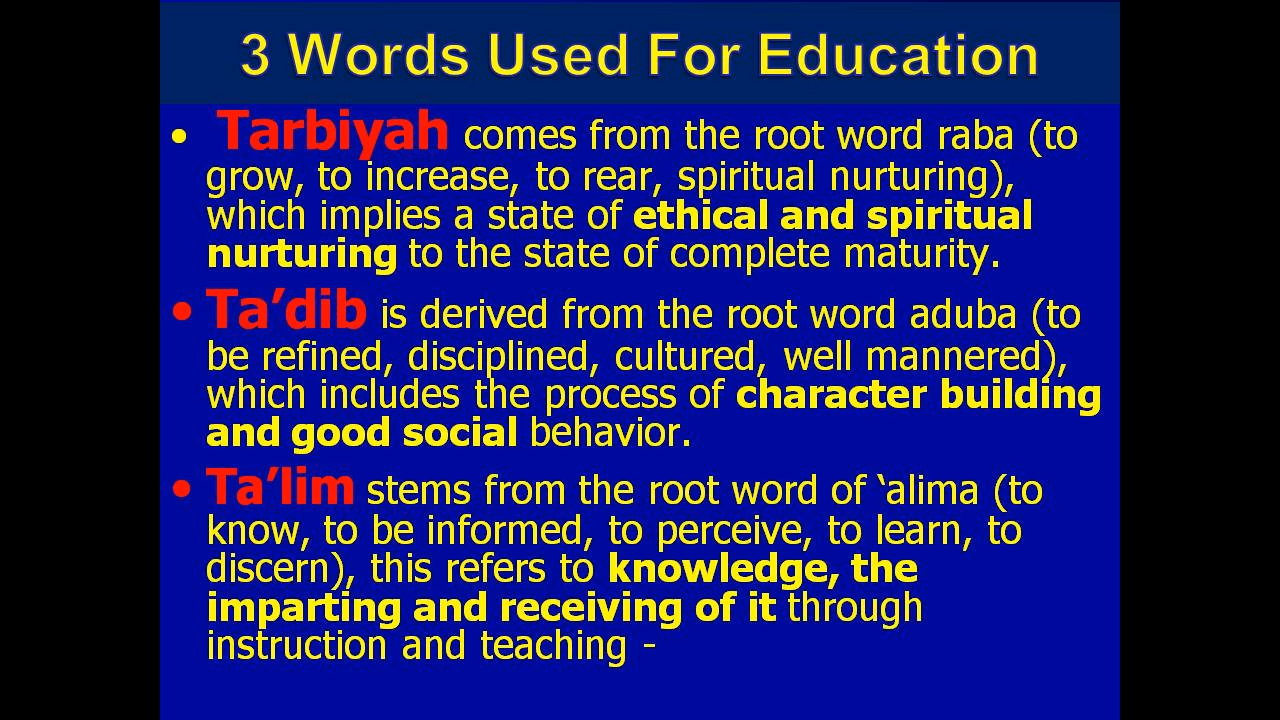 3 Words Used For Education
• Tarbiyah comes from the root word raba (to
grow, to increase, to rear, spiritual nurturing),
which implies a state of ethical and spiritual
nurturing to the state of complete maturity.
• Ta’dib is derived from the root word aduba (to
be refined, disciplined, cultured, well mannered),
which includes the process of character building
and good social behavior.
• Ta’lim stems from the root word of ‘alima (to
know, to be informed, to perceive, to learn, to
discern), this refers to knowledge, the
imparting and receiving of it through
instruction and teaching -